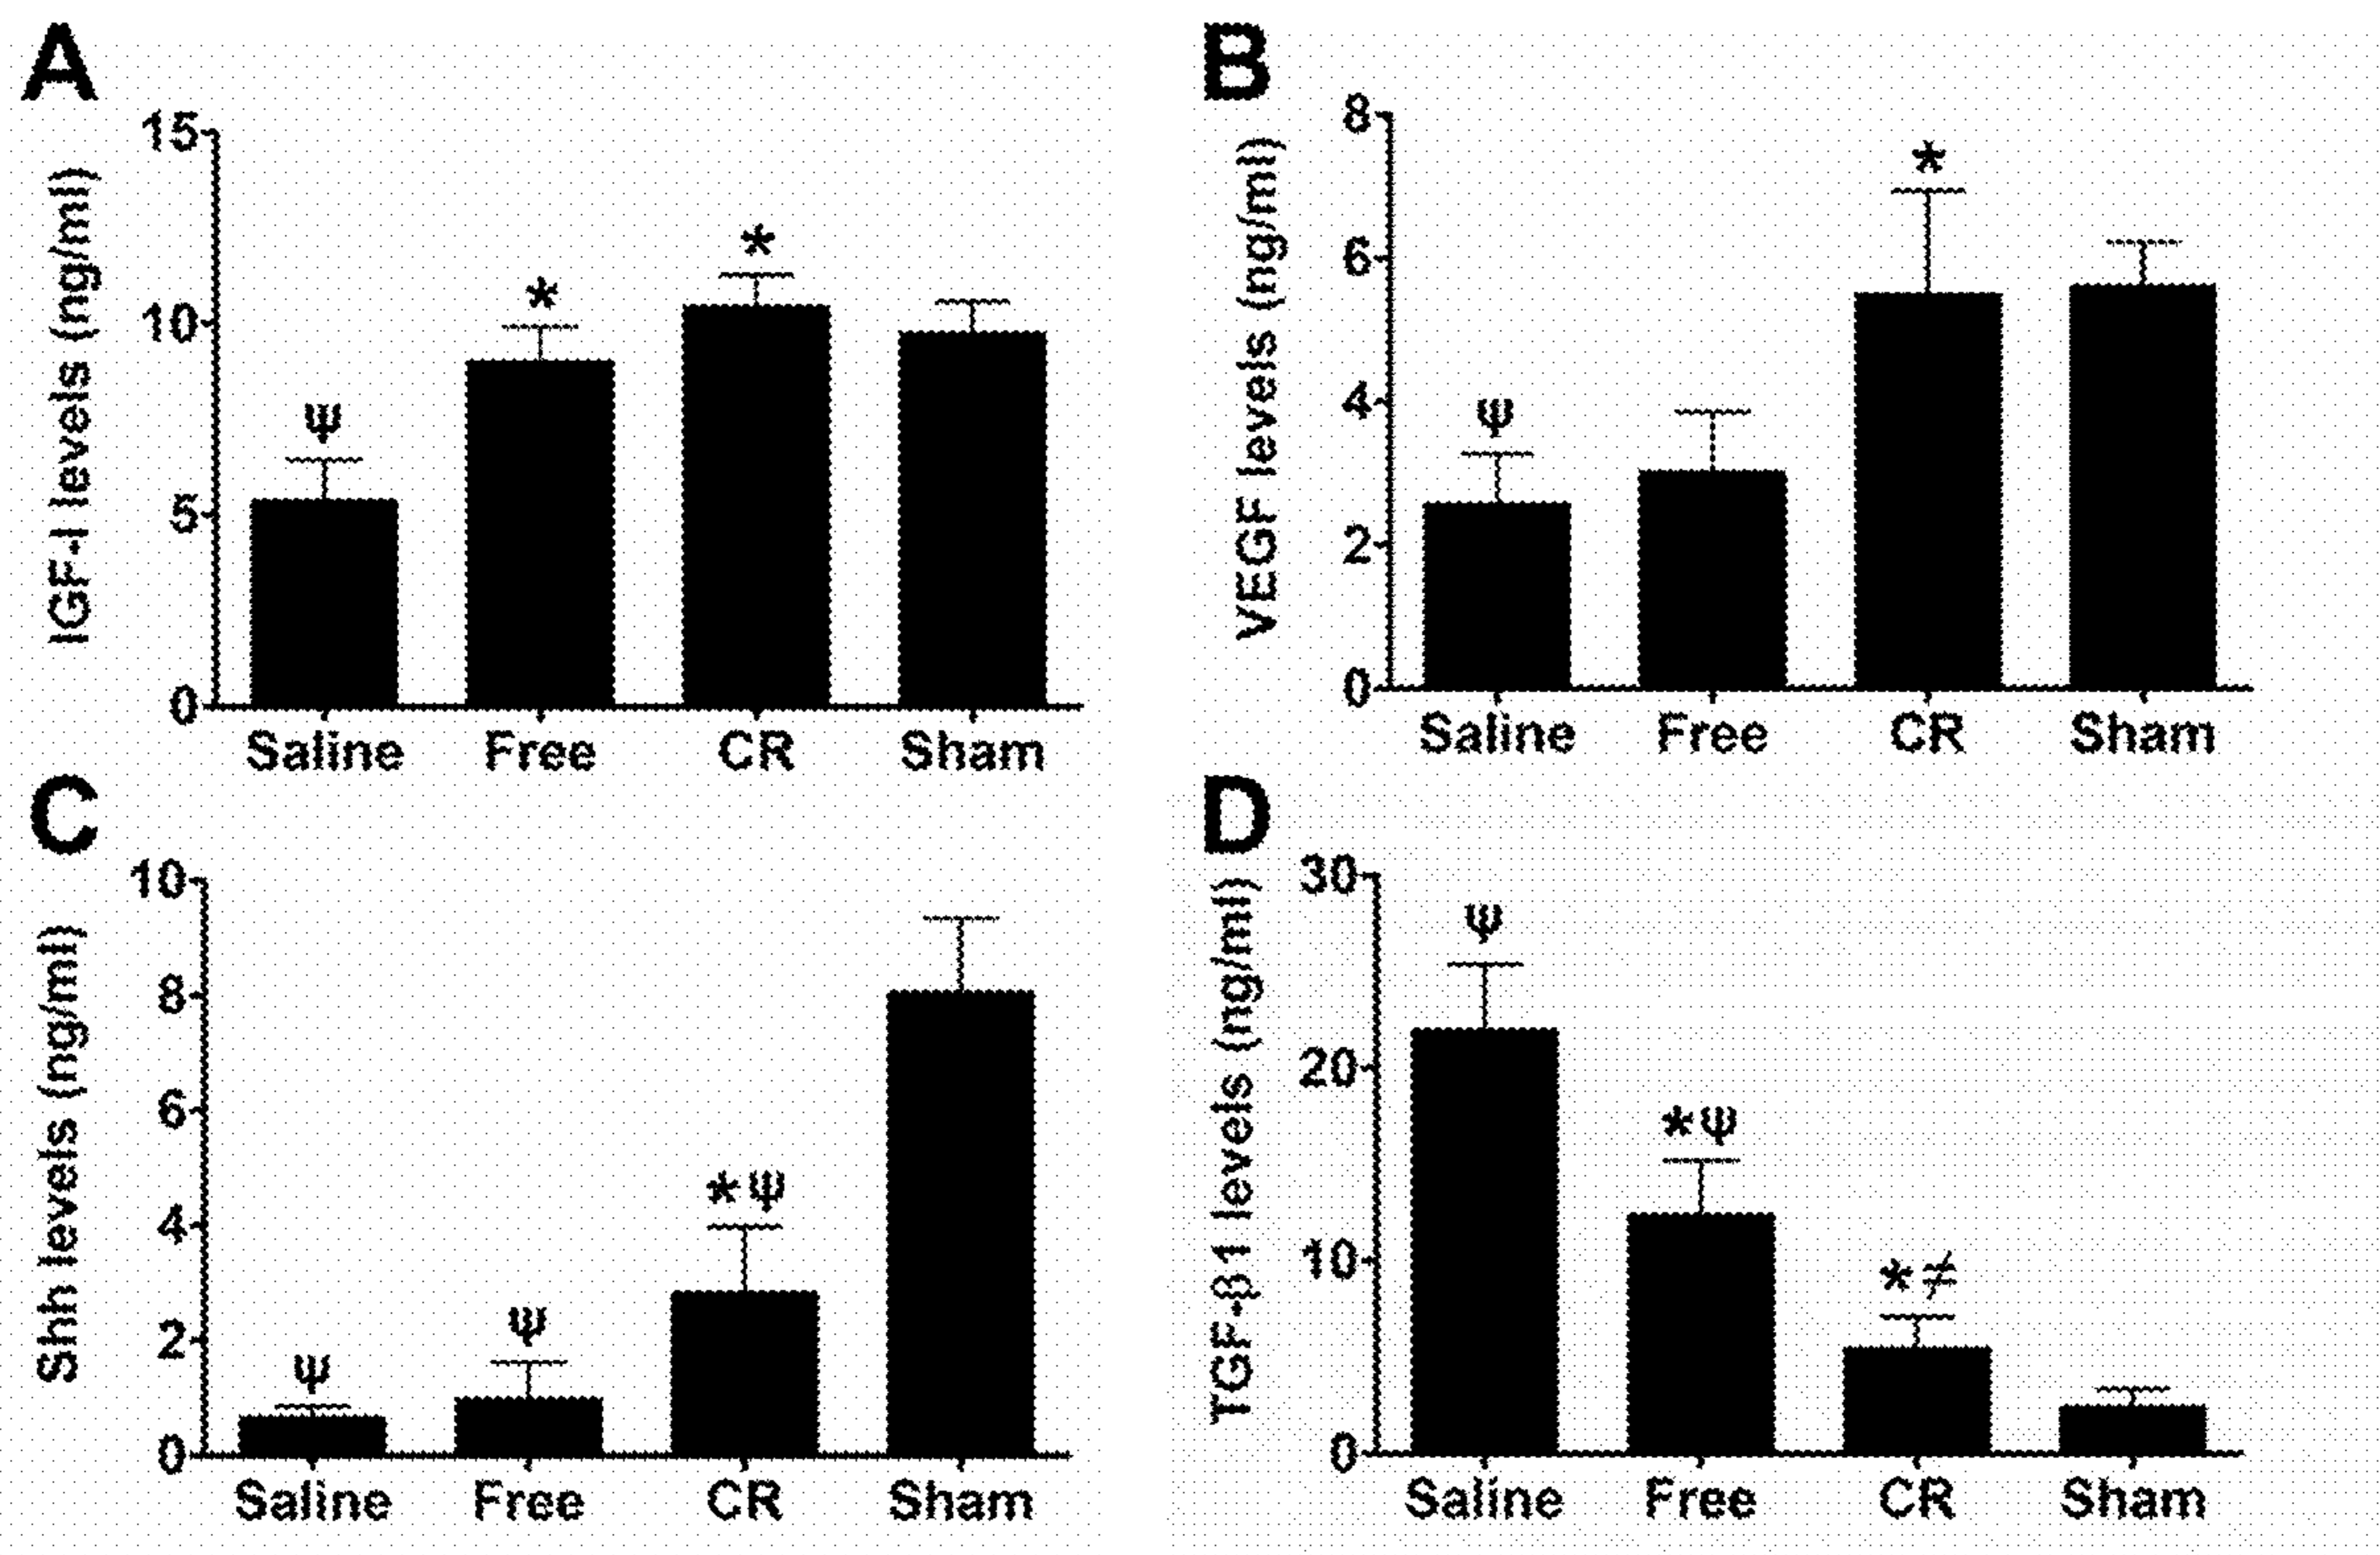 A
IGF-I levels (ng/ml)
15
10
5
0
ψ
*
*
Saline Free CR Sham
B
VEGF levels (ng/ml)
8
6
4
2
0
ψ
*
Saline Free CR Sham
C
Shh levels (ng/ml)
10
8
6
4
2
0
ψ
ψ
*ψ
Saline Free CR Sham
D
TGF-β1 levels (ng/ml)
30
20
10
0
ψ
*ψ
*≠
Saline Free CR Sham